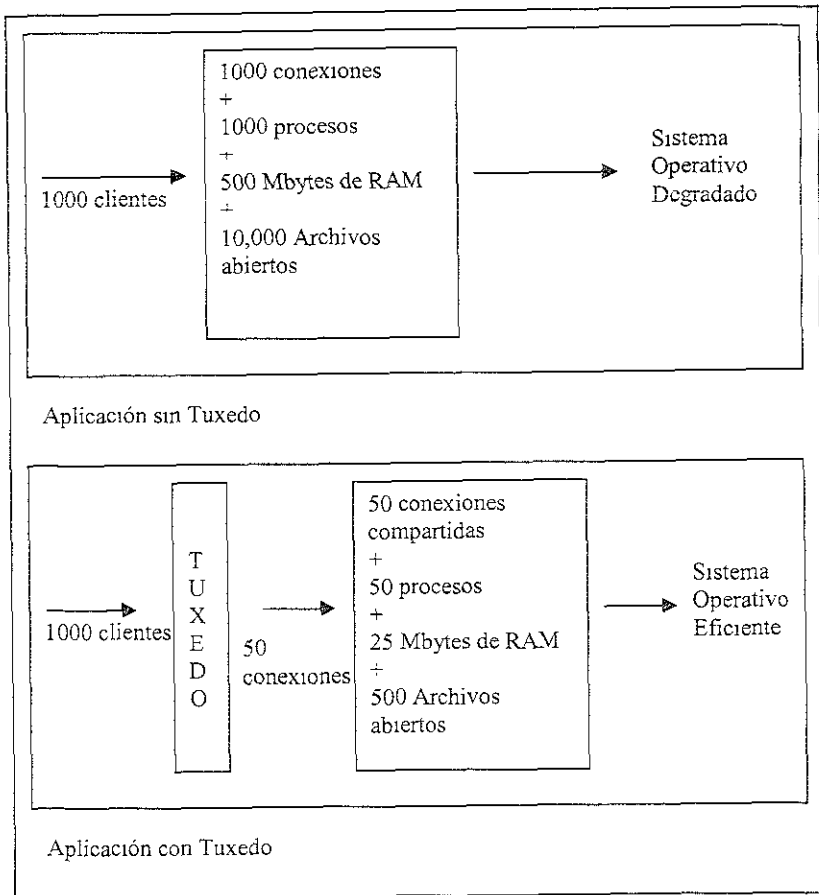 1000 clientes
1000 conexiones
+
1000 procesos
+
500 Mbytes de RAM
+
10,000 Archivos
abiertos
Sistema
Operativo
Degradado
Aplicación sin Tuxedo
1000 clientes
T
U
X
E
D
O
50
conexiones
50 conexiones
compartidas
+
50 procesos
+
25 Mbytes de RAM
+
500 Archivos
abiertos
Sistema
Operativo
Eficiente
Aplicación con Tuxedo